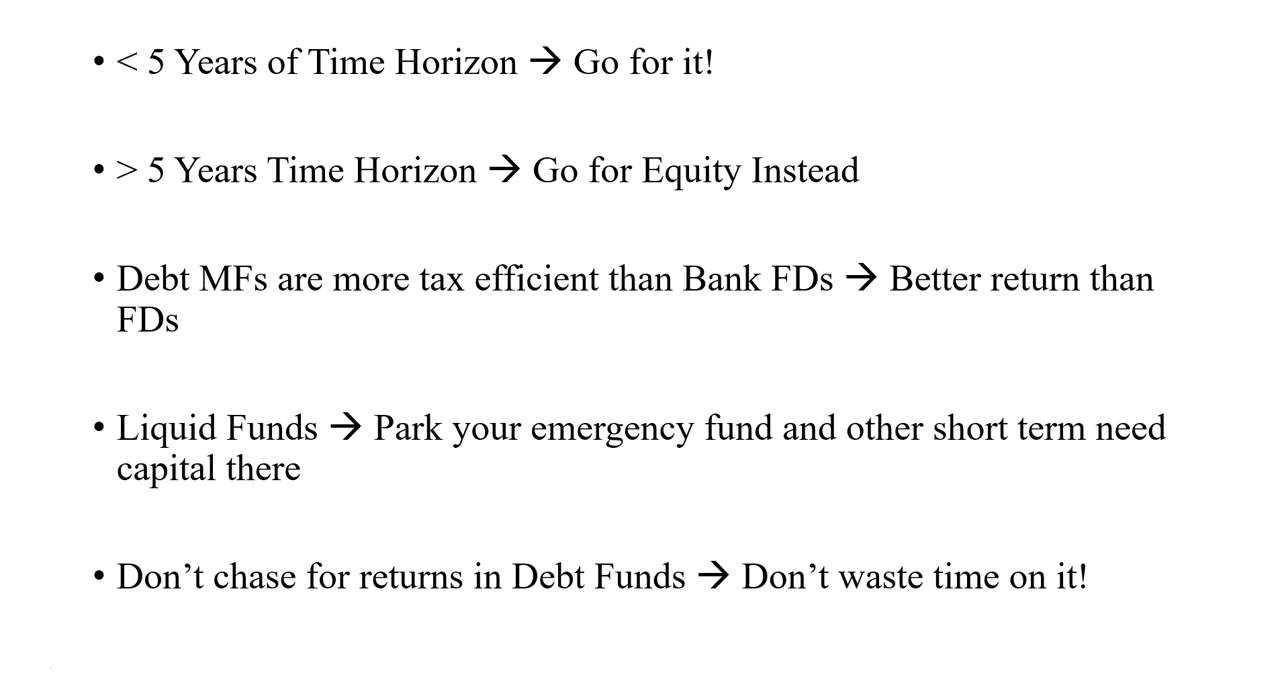 • < 5 Years of Time Horizon → Go for it!
• > 5 Years Time Horizon → Go for Equity Instead
• Debt MFs are more tax efficient than Bank FDs → Better return than
FDs
• Liquid Funds → Park your emergency fund and other short term need
capital there
• Don’t chase for returns in Debt Funds → Don’t waste time on it!